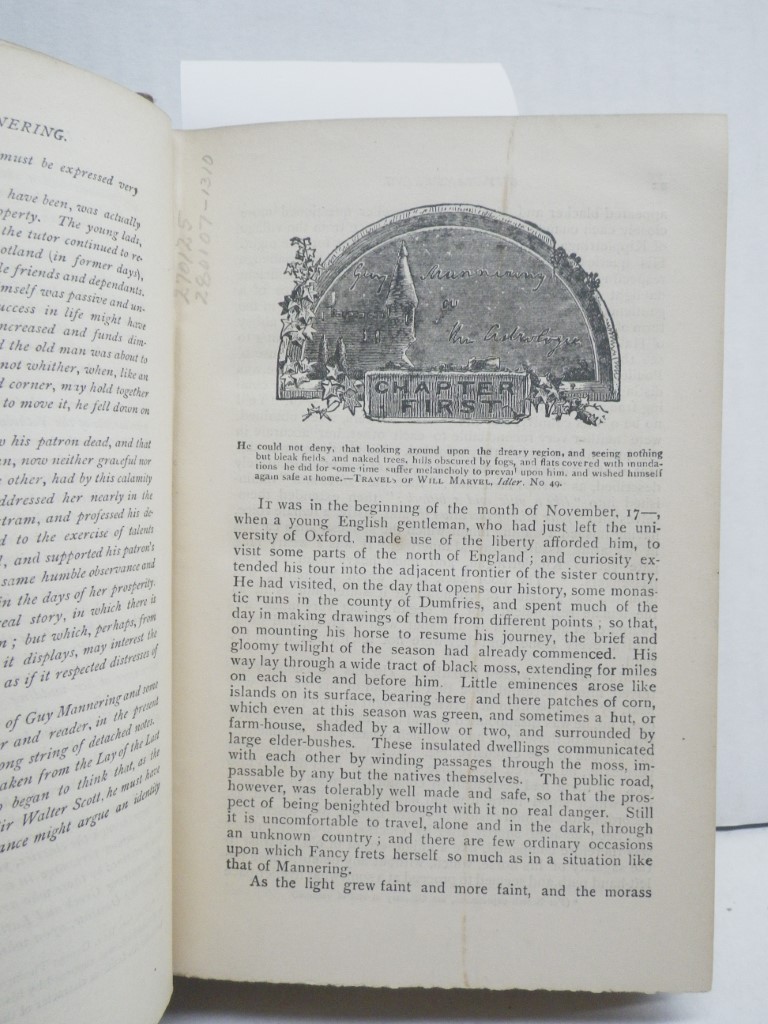 NERING.
must be expressed very
have been, was actually
operty. The young lads,
the tutor continued to re-
otland (in former days),
le friends and dependants.
mself was passive and un-
uccess in life might have
increased and funds dim-
d the old man was about to
not whither, when, like an
d corner, may hold together
to move it, he fell down on
w his patron dead, and that
n, now neither graceful nor
other, had by this calamity
ddressed her nearly in the
rtram, and professed his de-
d to the exercise of talents
l, and supported his patron's
same humble observance and
in the days of her prosperity.
real story, in which there is
n; but which, perhaps, from
it displays, may interest the
as if it respected distresses of
of Guy Mannering and some
r and reader, in the present
ong string of detached notes.
taken from the Lay of the Last
o began to think that, as the
Sir Walter Scott, he must have
ance might argue an identity
270125
280107-1310
Guy Mannering
or
the Astrologer
CHAPTER
FIRST
He could not deny, that looking around upon the dreary region, and seeing nothing
but bleak fields and naked trees, hills obscured by fogs, and flats covered with inunda-
tions he did for some time suffer melancholy to prevail upon him, and wished himself
again safe at home.—TRAVELS OF WILL MARVEL, Idler. No 49.
IT was in the beginning of the month of November, 17—,
when a young English gentleman, who had just left the uni-
versity of Oxford, made use of the liberty afforded him, to
visit some parts of the north of England; and curiosity ex-
tended his tour into the adjacent frontier of the sister country.
He had visited, on the day that opens our history, some monas-
tic ruins in the county of Dumfries, and spent much of the
day in making drawings of them from different points; so that,
on mounting his horse to resume his journey, the brief and
gloomy twilight of the season had already commenced. His
way lay through a wide tract of black moss, extending for miles
on each side and before him. Little eminences arose like
islands on its surface, bearing here and there patches of corn,
which even at this season was green, and sometimes a hut, or
farm-house, shaded by a willow or two, and surrounded by
large elder-bushes. These insulated dwellings communicated
with each other by winding passages through the moss, im-
passable by any but the natives themselves. The public road,
however, was tolerably well made and safe, so that the pros-
pect of being benighted brought with it no real danger. Still
it is uncomfortable to travel, alone and in the dark, through
an unknown country; and there are few ordinary occasions
upon which Fancy frets herself so much as in a situation like
that of Mannering.
As the light grew faint and more faint, and the morass